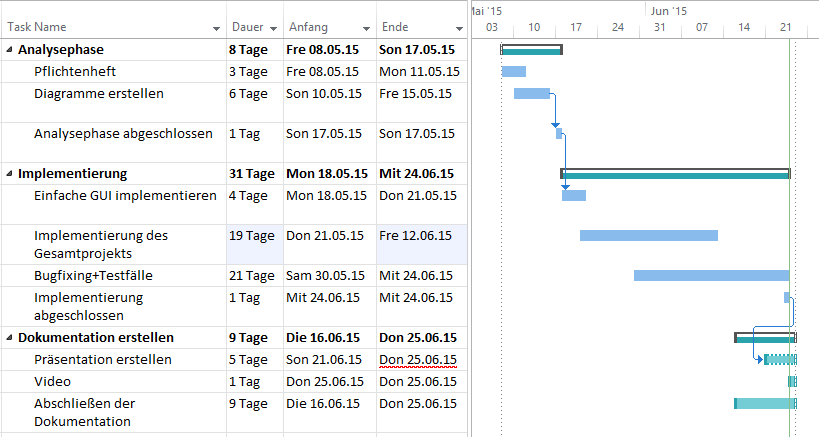 Mai '15 Jun '15
Task Name Dauer Anfang Ende 03 10 17 24 31 07 14 21
Analysephase 8 Tage Fre 08.05.15 Son 17.05.15
Pflichtenheft 3 Tage Fre 08.05.15 Mon 11.05.15
Diagramme erstellen 6 Tage Son 10.05.15 Fre 15.05.15
Analysephase abgeschlossen 1 Tag Son 17.05.15 Son 17.05.15
Implementierung 31 Tage Mon 18.05.15 Mit 24.06.15
Einfache GUI implementieren 4 Tage Mon 18.05.15 Don 21.05.15
Implementierung des 19 Tage Don 21.05.15 Fre 12.06.15
Gesamtprojekts
Bugfixing+Testfälle 21 Tage Sam 30.05.15 Mit 24.06.15
Implementierung 1 Tag Mit 24.06.15 Mit 24.06.15
abgeschlossen
Dokumentation erstellen 9 Tage Die 16.06.15 Don 25.06.15
Präsentation erstellen 5 Tage Son 21.06.15 Don 25.06.15
Video 1 Tag Don 25.06.15 Don 25.06.15
Abschließen der 9 Tage Die 16.06.15 Don 25.06.15
Dokumentation